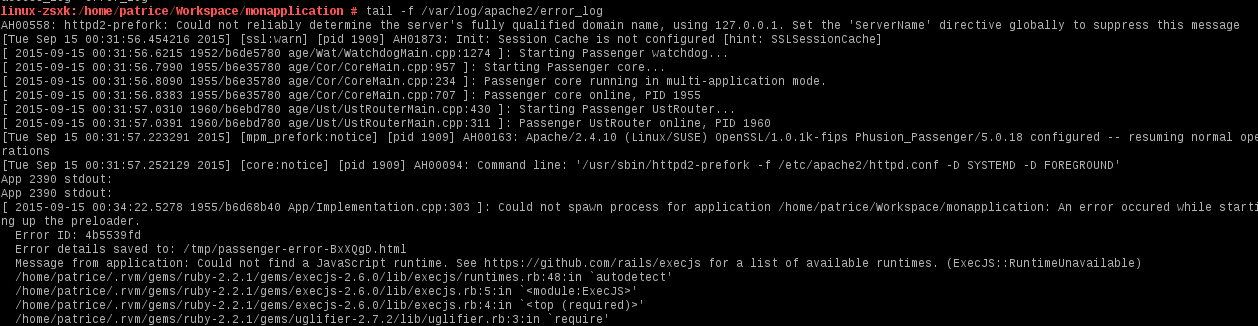 linux-zsxk:/home/patrice/Workspace/monapplication # tail -f /var/log/apache2/error_log
AH00558: httpd2-prefork: Could not reliably determine the server's fully qualified domain name, using 127.0.0.1. Set the 'ServerName' directive globally to suppress this message
[Tue Sep 15 00:31:56.454216 2015] [ssl:warn] [pid 1909] AH01873: Init: Session Cache is not configured [hint: SSLSessionCache]
[ 2015-09-15 00:31:56.6215 1952/b6de5780 age/Wat/WatchdogMain.cpp:1274 ]: Starting Passenger watchdog...
[ 2015-09-15 00:31:56.7990 1955/b6e35780 age/Cor/CoreMain.cpp:957 ]: Starting Passenger core...
[ 2015-09-15 00:31:56.8090 1955/b6e35780 age/Cor/CoreMain.cpp:234 ]: Passenger core running in multi-application mode.
[ 2015-09-15 00:31:56.8383 1955/b6e35780 age/Cor/CoreMain.cpp:707 ]: Passenger core online, PID 1955
[ 2015-09-15 00:31:57.0310 1960/b6ebd780 age/Ust/UstRouterMain.cpp:430 ]: Starting Passenger UstRouter...
[ 2015-09-15 00:31:57.0391 1960/b6ebd780 age/Ust/UstRouterMain.cpp:311 ]: Passenger UstRouter online, PID 1960
[Tue Sep 15 00:31:57.223291 2015] [mpm_prefork:notice] [pid 1909] AH00163: Apache/2.4.10 (Linux/SUSE) OpenSSL/1.0.1k-fips Phusion_Passenger/5.0.18 configured -- resuming normal ope
rations
[Tue Sep 15 00:31:57.252129 2015] [core:notice] [pid 1909] AH00094: Command line: '/usr/sbin/httpd2-prefork -f /etc/apache2/httpd.conf -D SYSTEMD -D FOREGROUND'
App 2390 stdout:
App 2390 stdout:
[ 2015-09-15 00:34:22.5278 1955/b6d68b40 App/Implementation.cpp:303 ]: Could not spawn process for application /home/patrice/Workspace/monapplication: An error occured while starti
ng up the preloader.
Error ID: 4b5539fd
Error details saved to: /tmp/passenger-error-BxXQgD.html
Message from application: Could not find a JavaScript runtime. See https://github.com/rails/execjs for a list of available runtimes. (ExecJS::RuntimeUnavailable)
/home/patrice/.rvm/gems/ruby-2.2.1/gems/execjs-2.6.0/lib/execjs/runtimes.rb:48:in `autodetect'
/home/patrice/.rvm/gems/ruby-2.2.1/gems/execjs-2.6.0/lib/execjs.rb:5:in `<module:ExecJS>'
/home/patrice/.rvm/gems/ruby-2.2.1/gems/execjs-2.6.0/lib/execjs.rb:4:in `<top (required)>'
/home/patrice/.rvm/gems/ruby-2.2.1/gems/uglifier-2.7.2/lib/uglifier.rb:3:in `require'